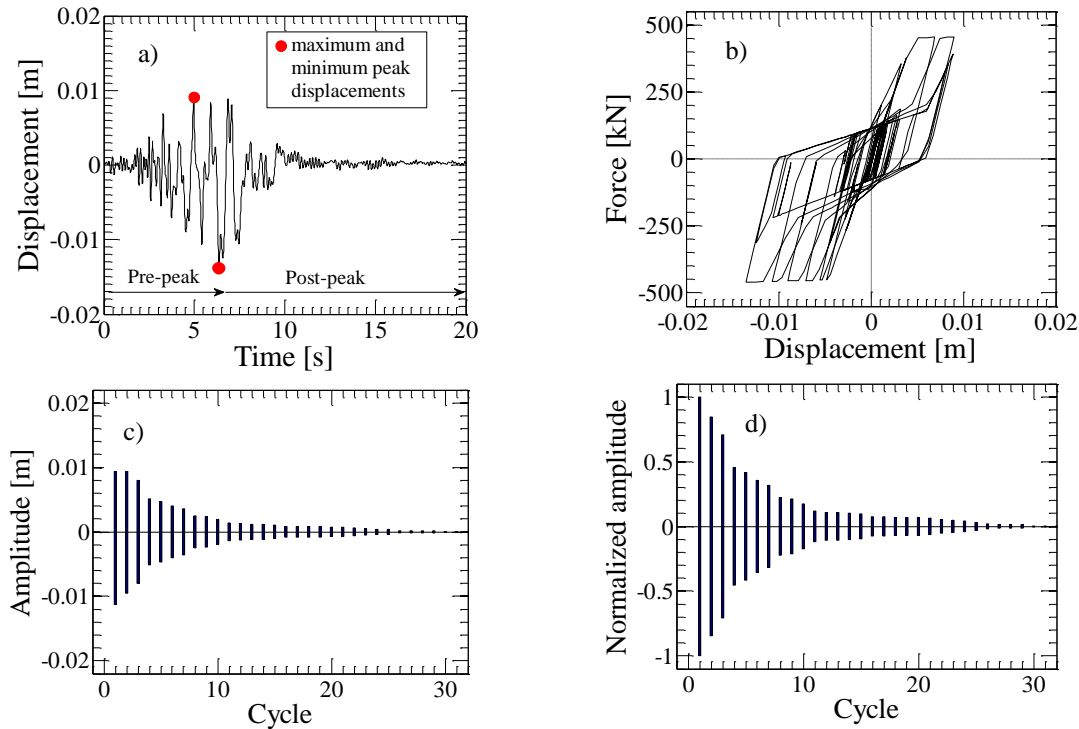 0.02
0.01
0
-0.01
-0.02
Displacement [m]
a)
maximum and
minimum peak
displacements
Pre-peak
Post-peak
0
5
10
15
20
Time [s]
500
250
0
-250
-500
Force [kN]
b)
-0.02
-0.01
0
0.01
0.02
Displacement [m]
0.02
0.01
0
-0.01
-0.02
Amplitude [m]
c)
0
10
20
30
Cycle
1
0.5
0
-0.5
-1
Normalized amplitude
d)
0
10
20
30
Cycle